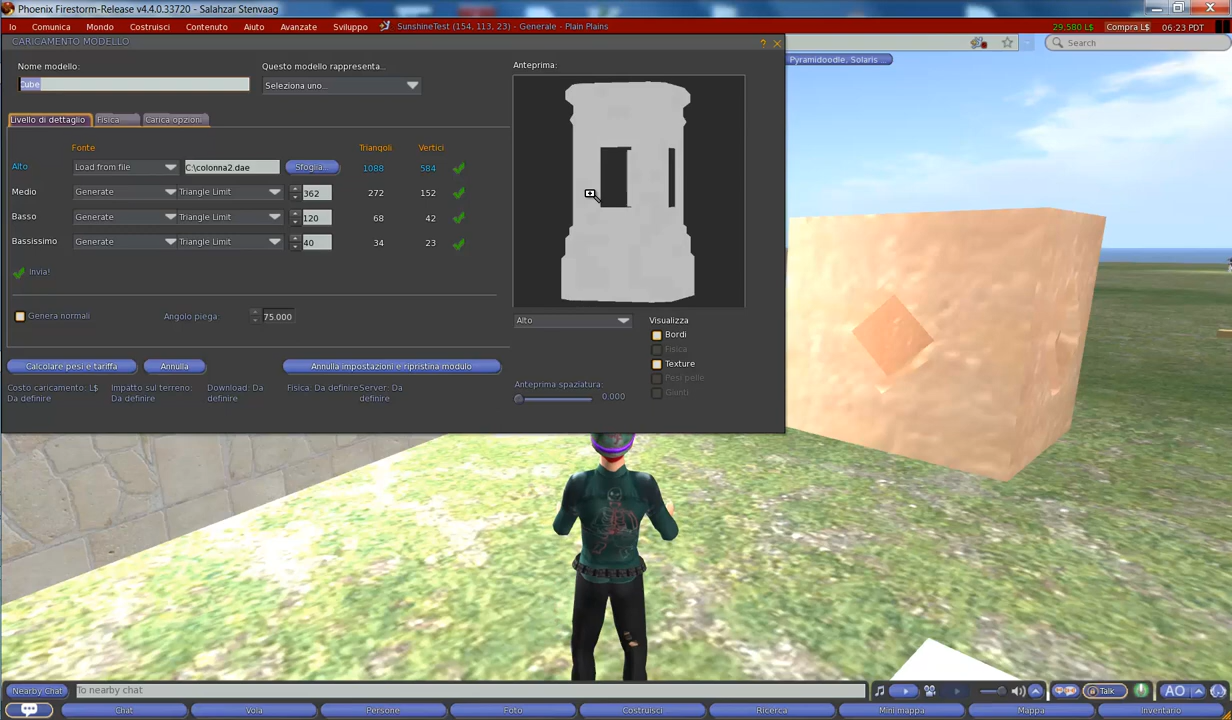 Phoenix Firestorm-Release v4.4.0.33720 - Salahzar Stenvaag
Io Comunica Mondo Costruisci Contenuto Aiuto Avanzate Sviluppo SunshineTest (154, 113, 23) - Generale - Plain Plains 29,580 L$ Compra L$ 06:23 PDT
CARICAMENTO MODELLO ?
Search
Pyramidoodle, Solaris ...
Nome modello: Questo modello rappresenta... Anteprima:
Cube Seleziona uno...
Livello di dettaglio Fisica Carica opzioni
Fonte Triangoli Vertici
Alto Load from file C:\colonna2.dae Sfoglia... 1088 584
Medio Generate Triangle Limit 362 272 152
Basso Generate Triangle Limit 120 68 42
Bassissimo Generate Triangle Limit 40 34 23
Invia!
Genera normali Angolo piega: 75.000
Alto Visualizza
Bordi
Fisica
Texture
Pesi pelle
Giunti
Calcolare pesi e tariffa Annulla Annulla impostazioni e ripristina modulo
Costo caricamento: L$ Da definire
Impatto sul terreno: Da definire
Download: Da definire
Fisica: Da definire
Server: Da definire
Anteprima spaziatura: 0.000
Nearby Chat To nearby chat Talk AO
Chat Vola Persone Foto Costruisci Ricerca Mini mappa Mappa Inventario